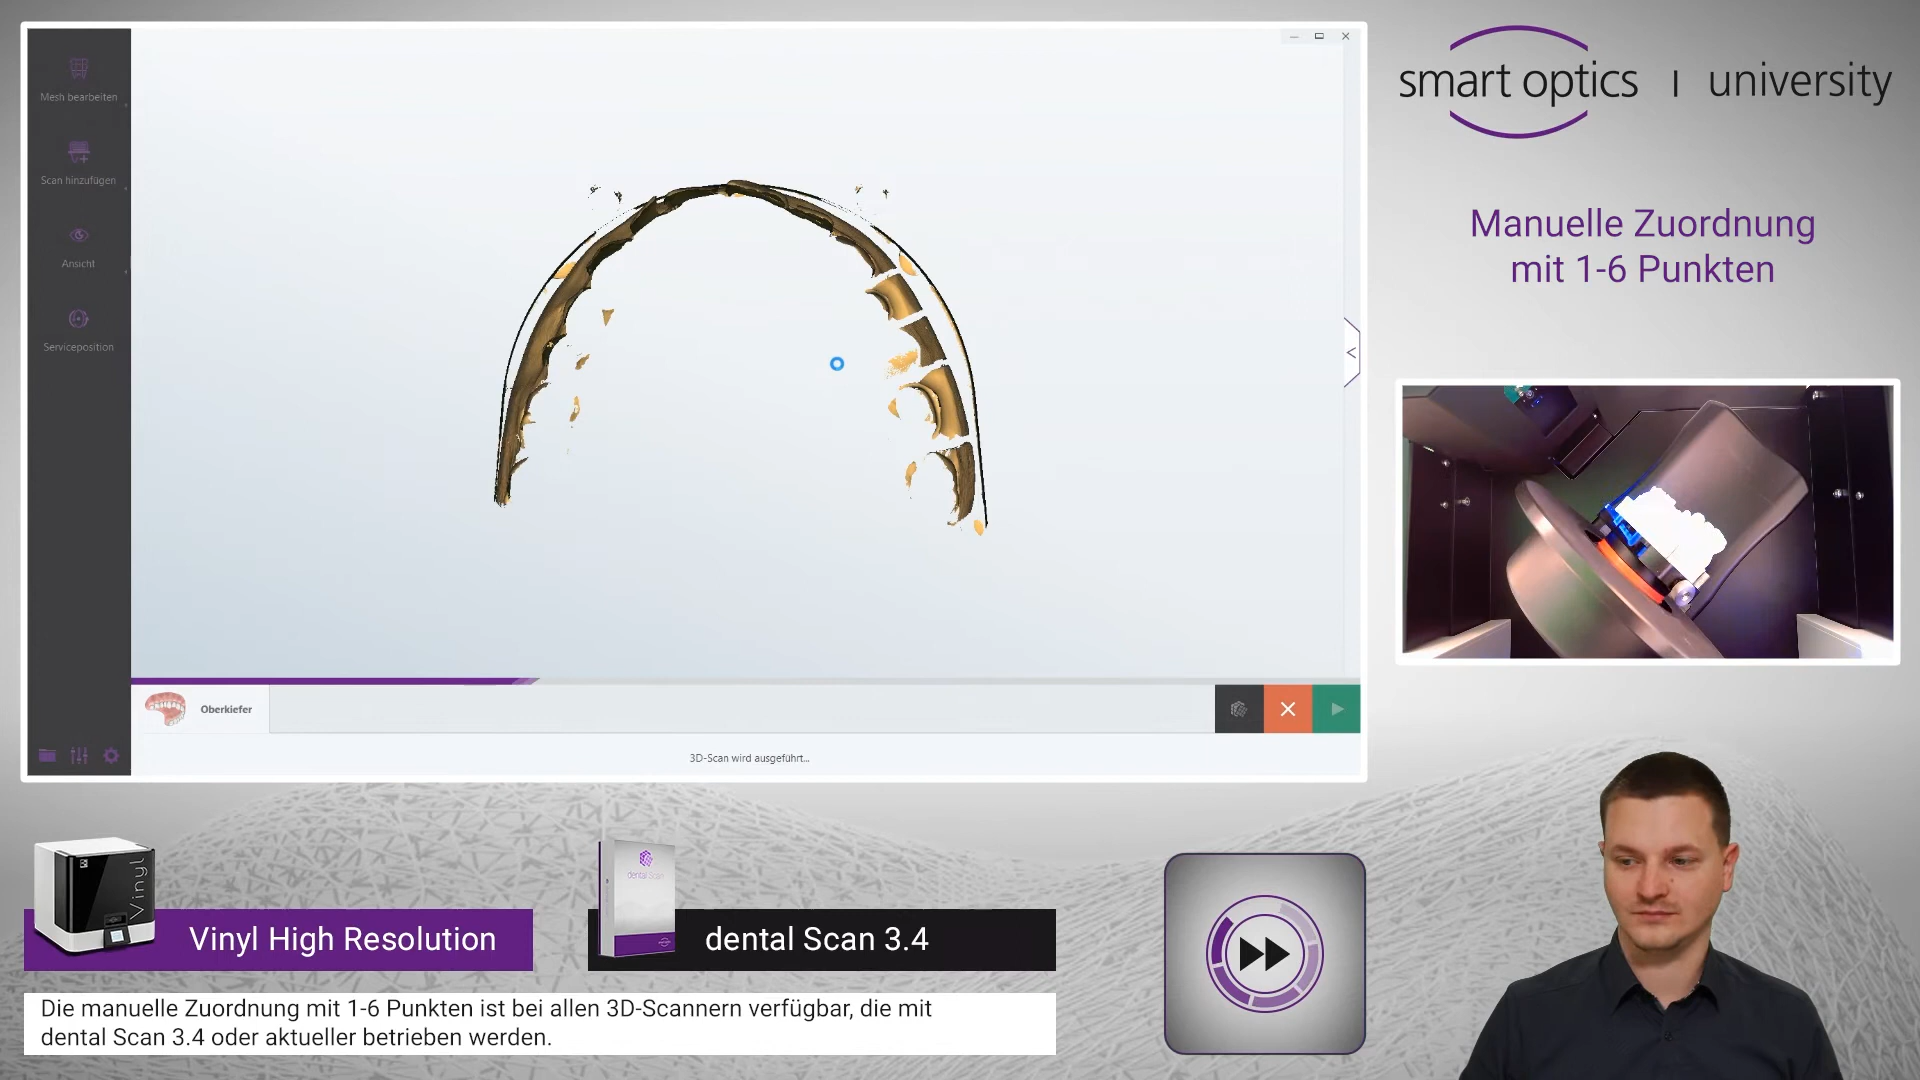 Mesh bearbeiten
Scan hinzufügen
Ansicht
Serviceposition
Oberkiefer
3D-Scan wird ausgeführt...
smart optics | university
Manuelle Zuordnung
mit 1-6 Punkten
Vinyl
Vinyl High Resolution
dental Scan
dental Scan 3.4
Die manuelle Zuordnung mit 1-6 Punkten ist bei allen 3D-Scannern verfügbar, die mit
dental Scan 3.4 oder aktueller betrieben werden.